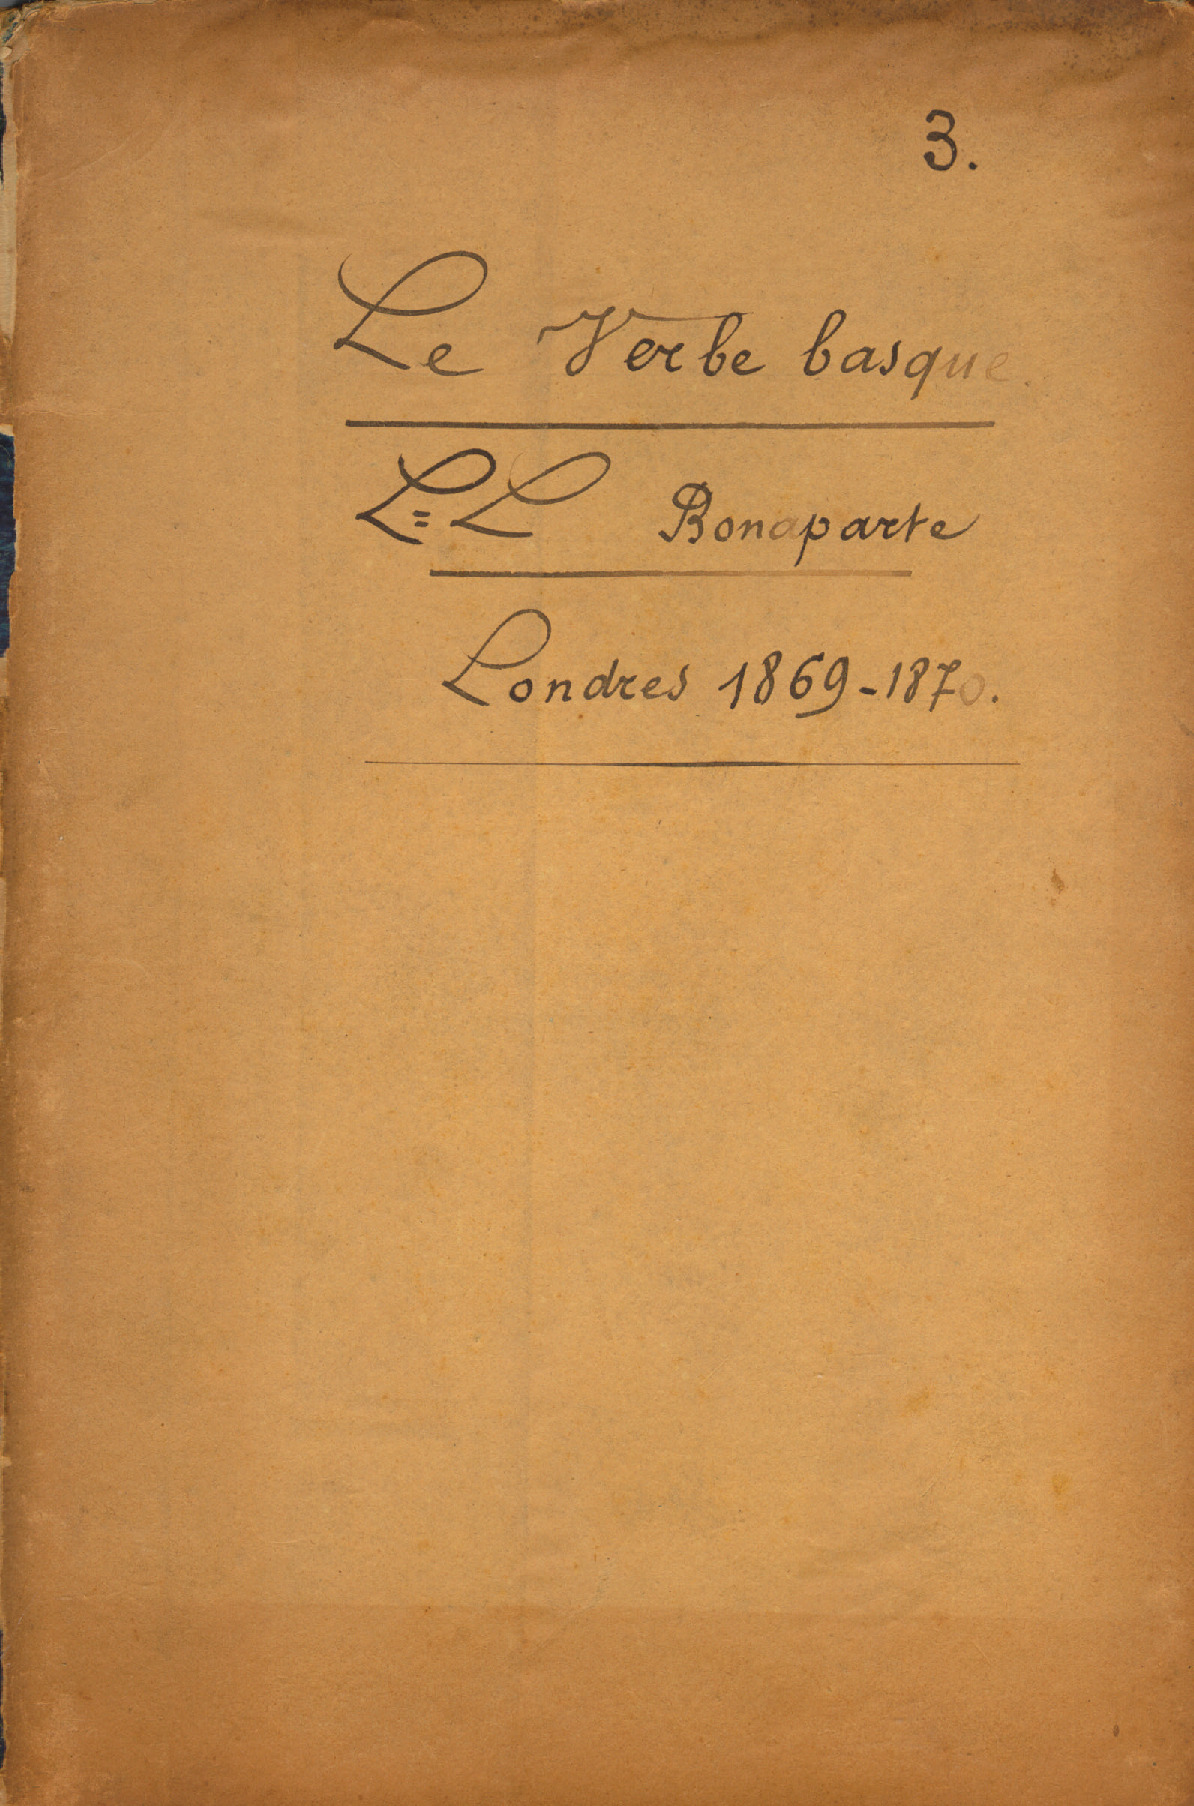 3.
Le Verbe basque.
L=L Bonaparte
Londres 1869-1870.